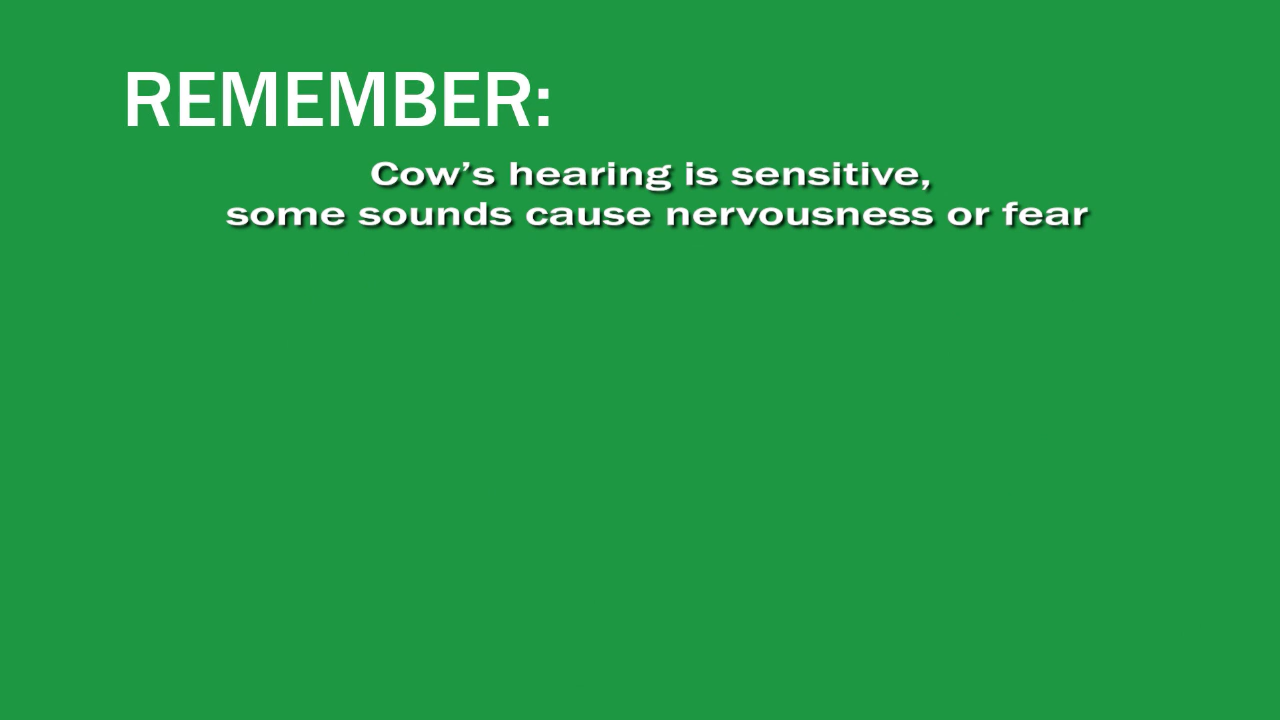 REMEMBER:
Cow’s hearing is sensitive,
some sounds cause nervousness or fear